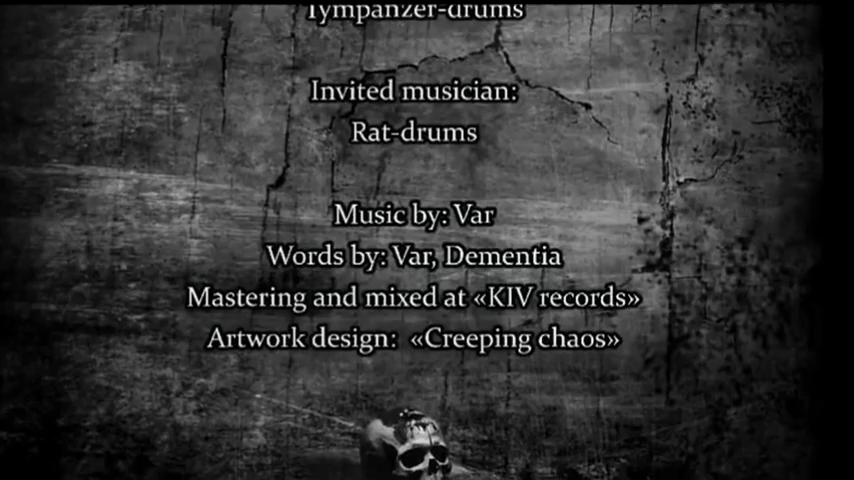 Tympanzer-drums
Invited musician:
Rat-drums
Music by: Var
Words by: Var, Dementia
Mastering and mixed at «KIV records»
Artwork design: «Creeping chaos»